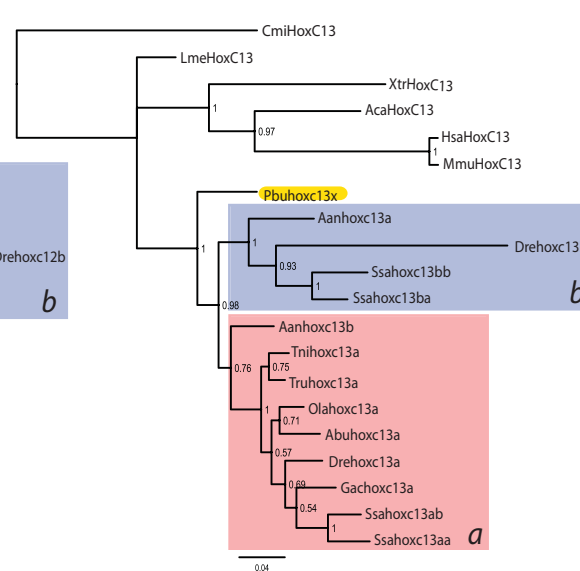 CmiHoxC13
LmeHoxC13
XtrHoxC13
1
AcaHoxC13
0.97
HsaHoxC13
1
MmuHoxC13
Pbuhoxc13x
Aanhoxc13a
1
1
Drehoxc13
rehoxc12b
0.93
Ssahoxc13bb
1
Ssahoxc13ba
b
b
0.98
Aanhoxc13b
Tnihoxc13a
0.76
0.75
Truhoxc13a
Olahoxc13a
1
0.71
Abuhoxc13a
0.57
Drehoxc13a
0.69
Gachoxc13a
0.54
Ssahoxc13ab
1
a
Ssahoxc13aa
0.04